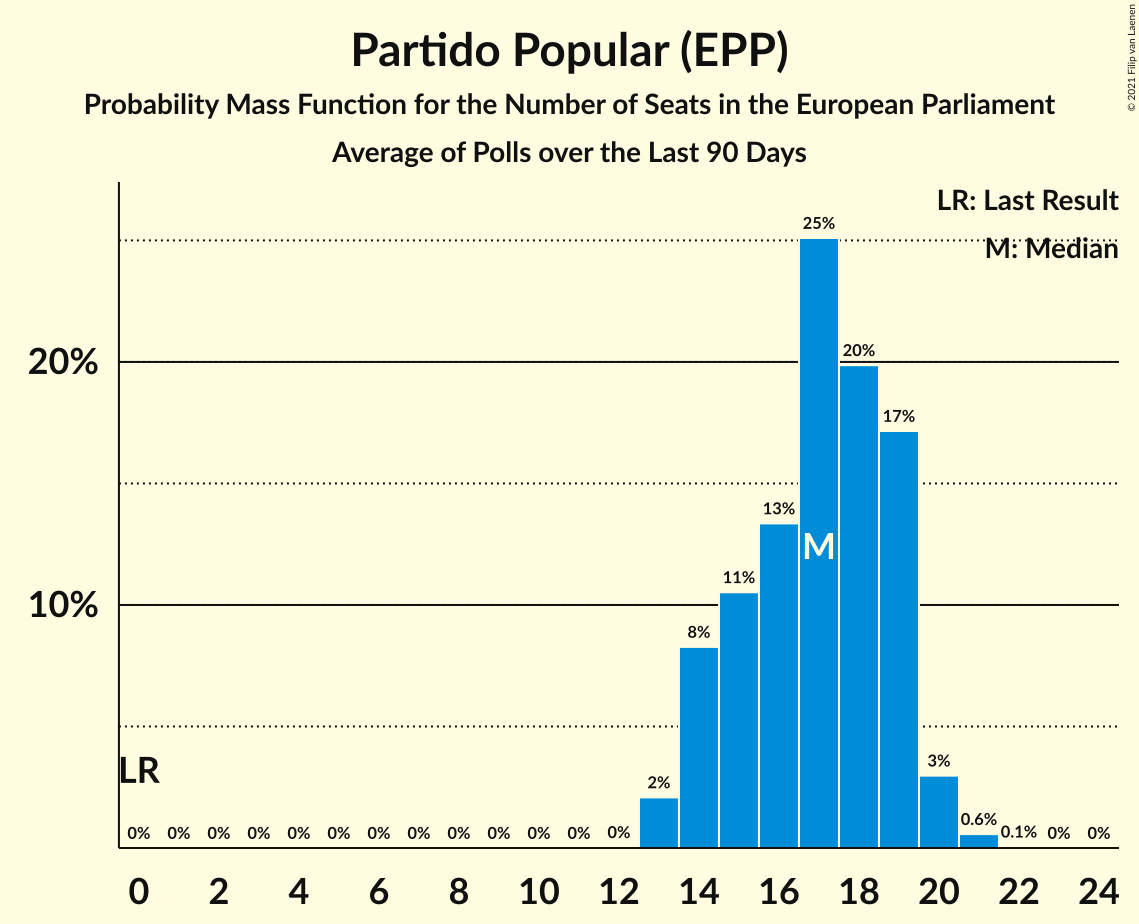 Partido Popular (EPP)
Probability Mass Function for the Number of Seats in the European Parliament
Average of Polls over the Last 90 Days
© 2021 Filip van Laenen
LR: Last Result
M: Median
25%
20%
20%
17%
13%
M
11%
10%
8%
LR
3%
2%
0% 0% 0% 0% 0% 0% 0% 0% 0% 0% 0% 0% 0% 0.6% 0.1% 0% 0%
0 2 4 6 8 10 12 14 16 18 20 22 24